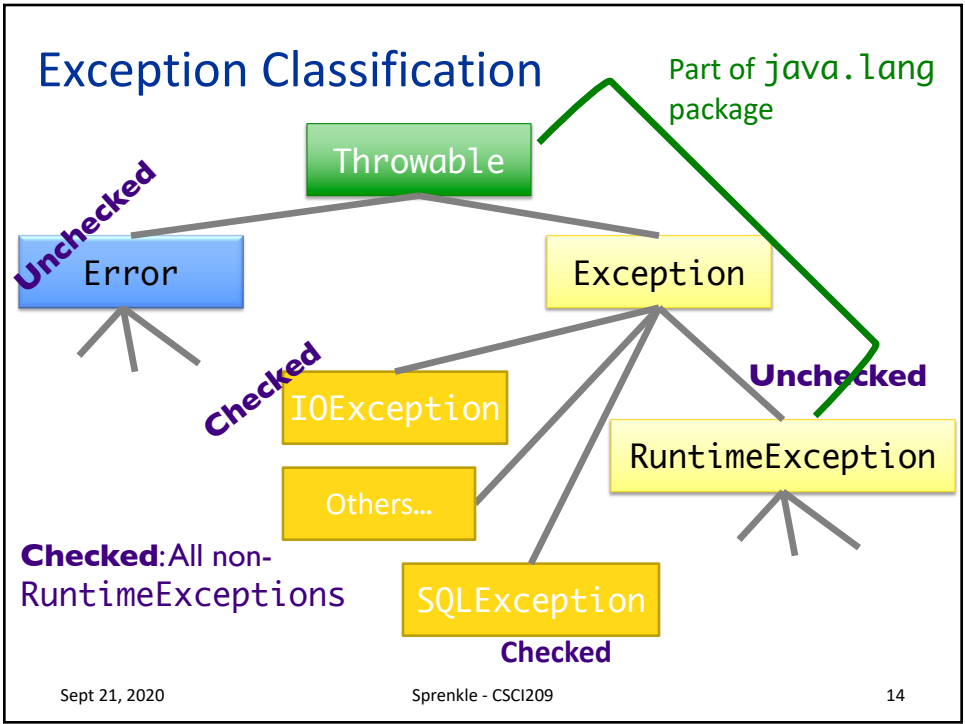 Exception Classification
Part of java.lang
package
Throwable
Unchecked
Error
Exception
Checked
IOException
Unchecked
RuntimeException
Others...
Checked: All non-
RuntimeExceptions
SQLException
Checked
Sept 21, 2020
Sprenkle - CSCI209
14